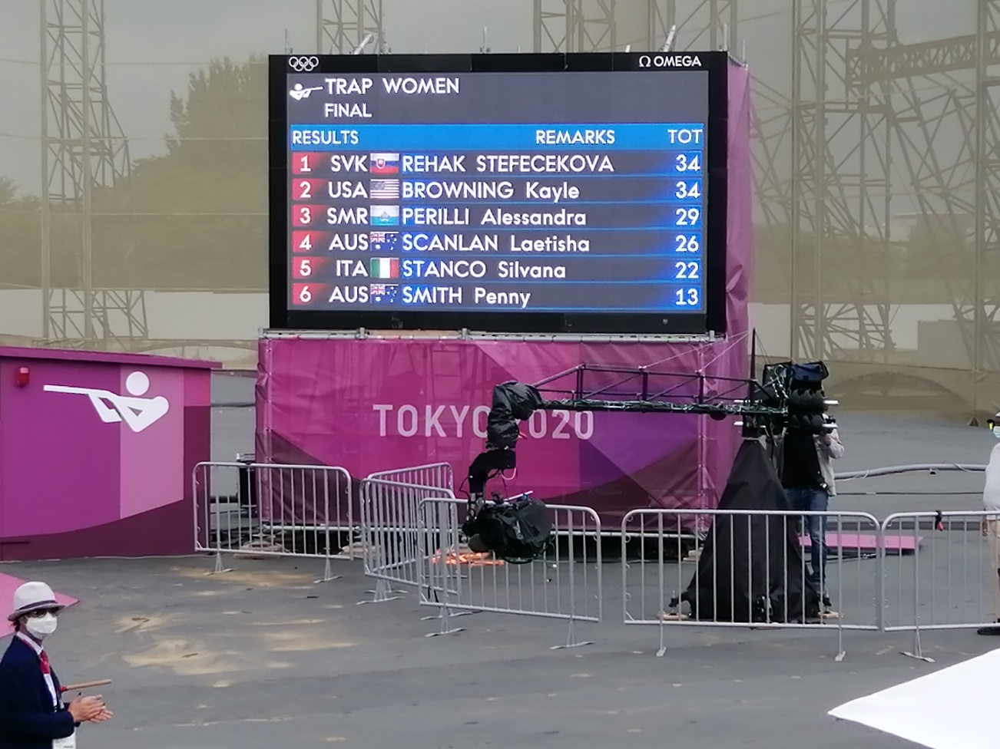 Ω OMEGA
TRAP WOMEN
FINAL
RESULTS REMARKS TOT
1 SVK REHAK STEFECEKOVA 34
2 USA BROWNING Kayle 34
3 SMR PERILLI Alessandra 29
4 AUS SCANLAN Laetisha 26
5 ITA STANCO Silvana 22
6 AUS SMITH Penny 13
TOKYO 2020